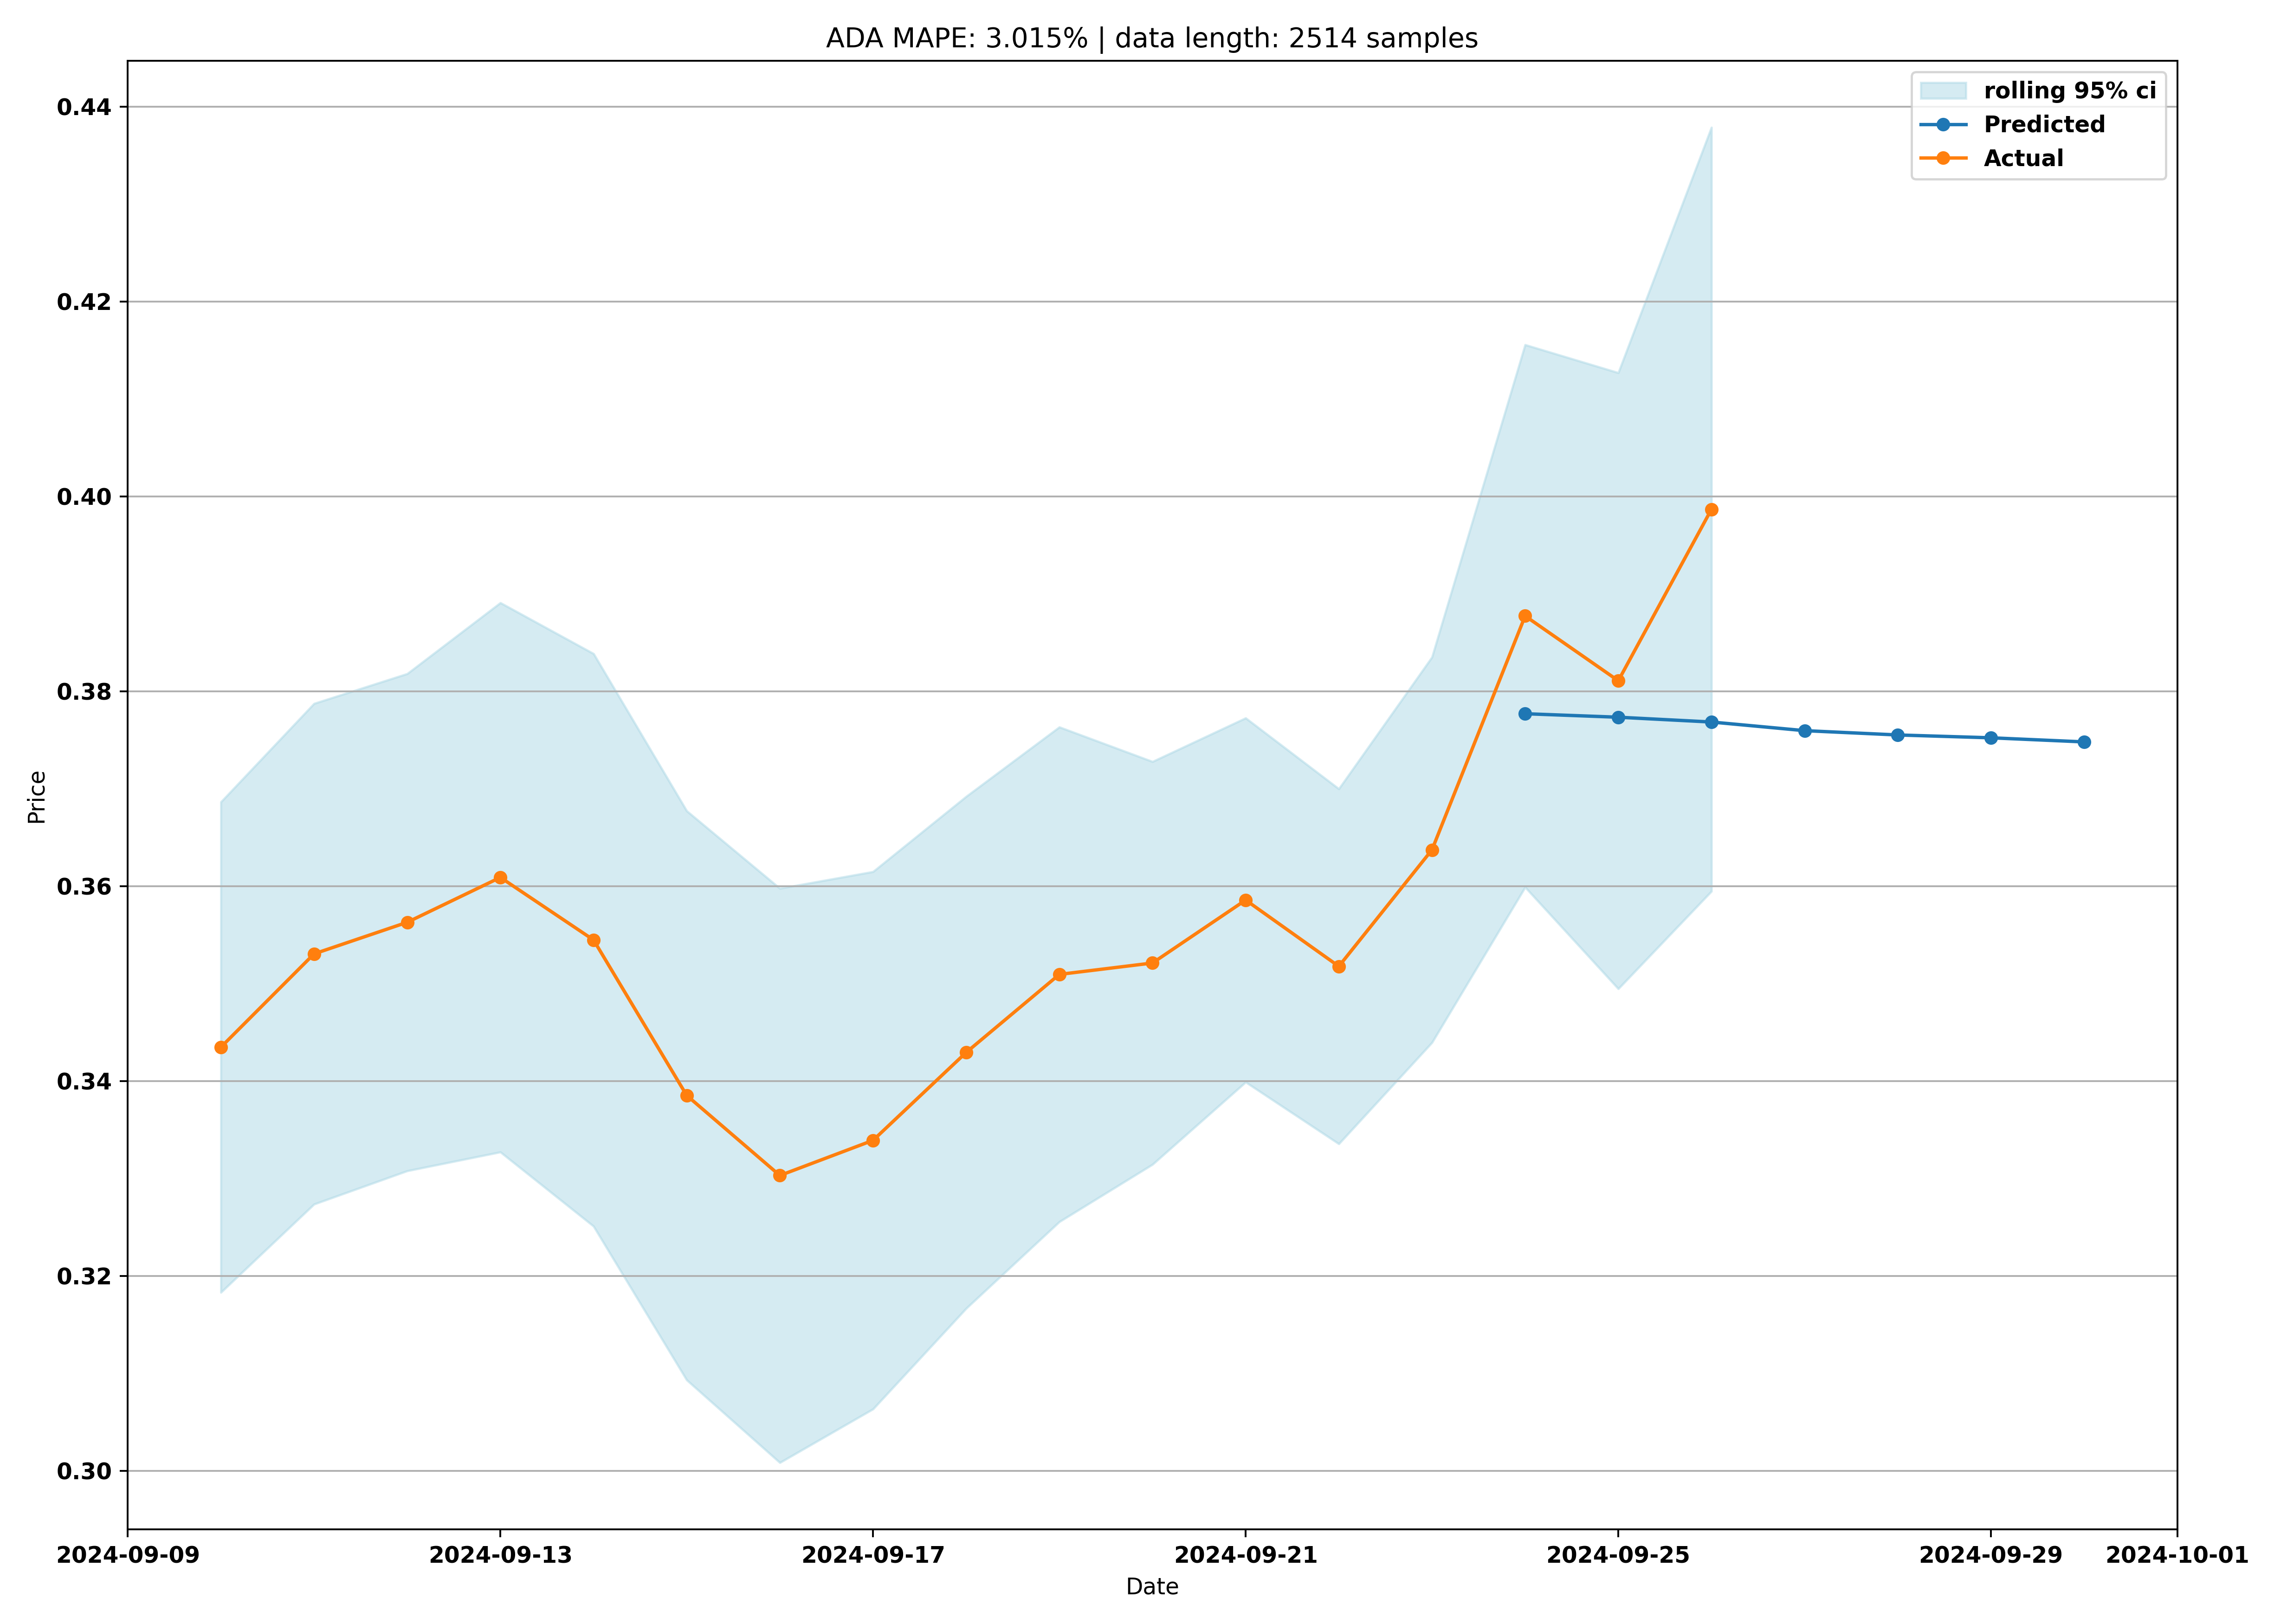 ADA MAPE: 3.015% | data length: 2514 samples
rolling 95% ci
Predicted
Actual
0.44
0.42
0.40
0.38
0.36
0.34
0.32
0.30
Price
2024-09-09 2024-09-13 2024-09-17 2024-09-21 2024-09-25 2024-09-29 2024-10-01
Date